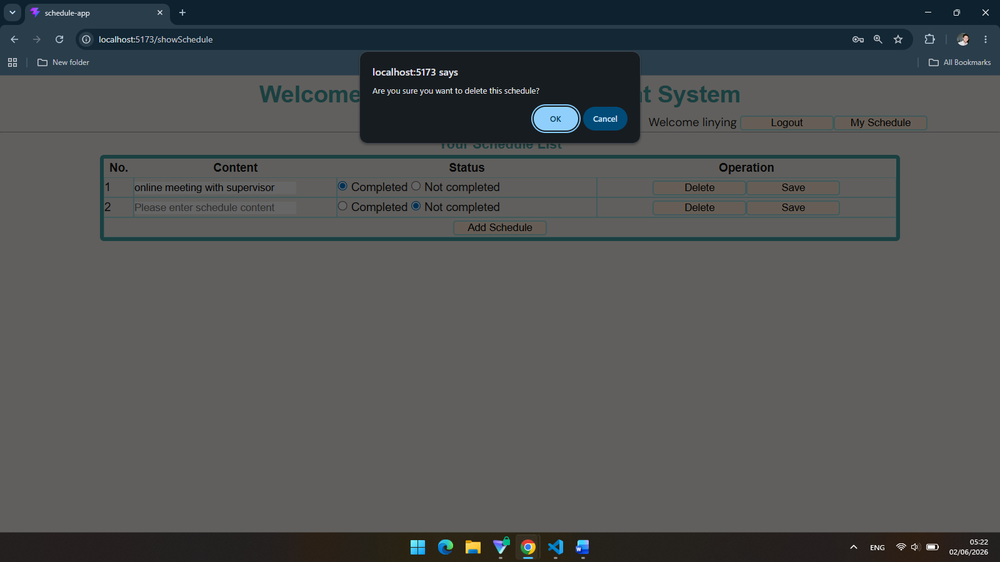 schedule-app
localhost:5173/showSchedule
New folder
All Bookmarks
localhost:5173 says
Are you sure you want to delete this schedule?
OK
Cancel
Welcome
t System
Welcome linying
Logout
My Schedule
Your Schedule List
No. Content Status Operation
1 online meeting with supervisor Completed Not completed Delete Save
2 Please enter schedule content Completed Not completed Delete Save
Add Schedule
ENG
05:22
02/06/2026